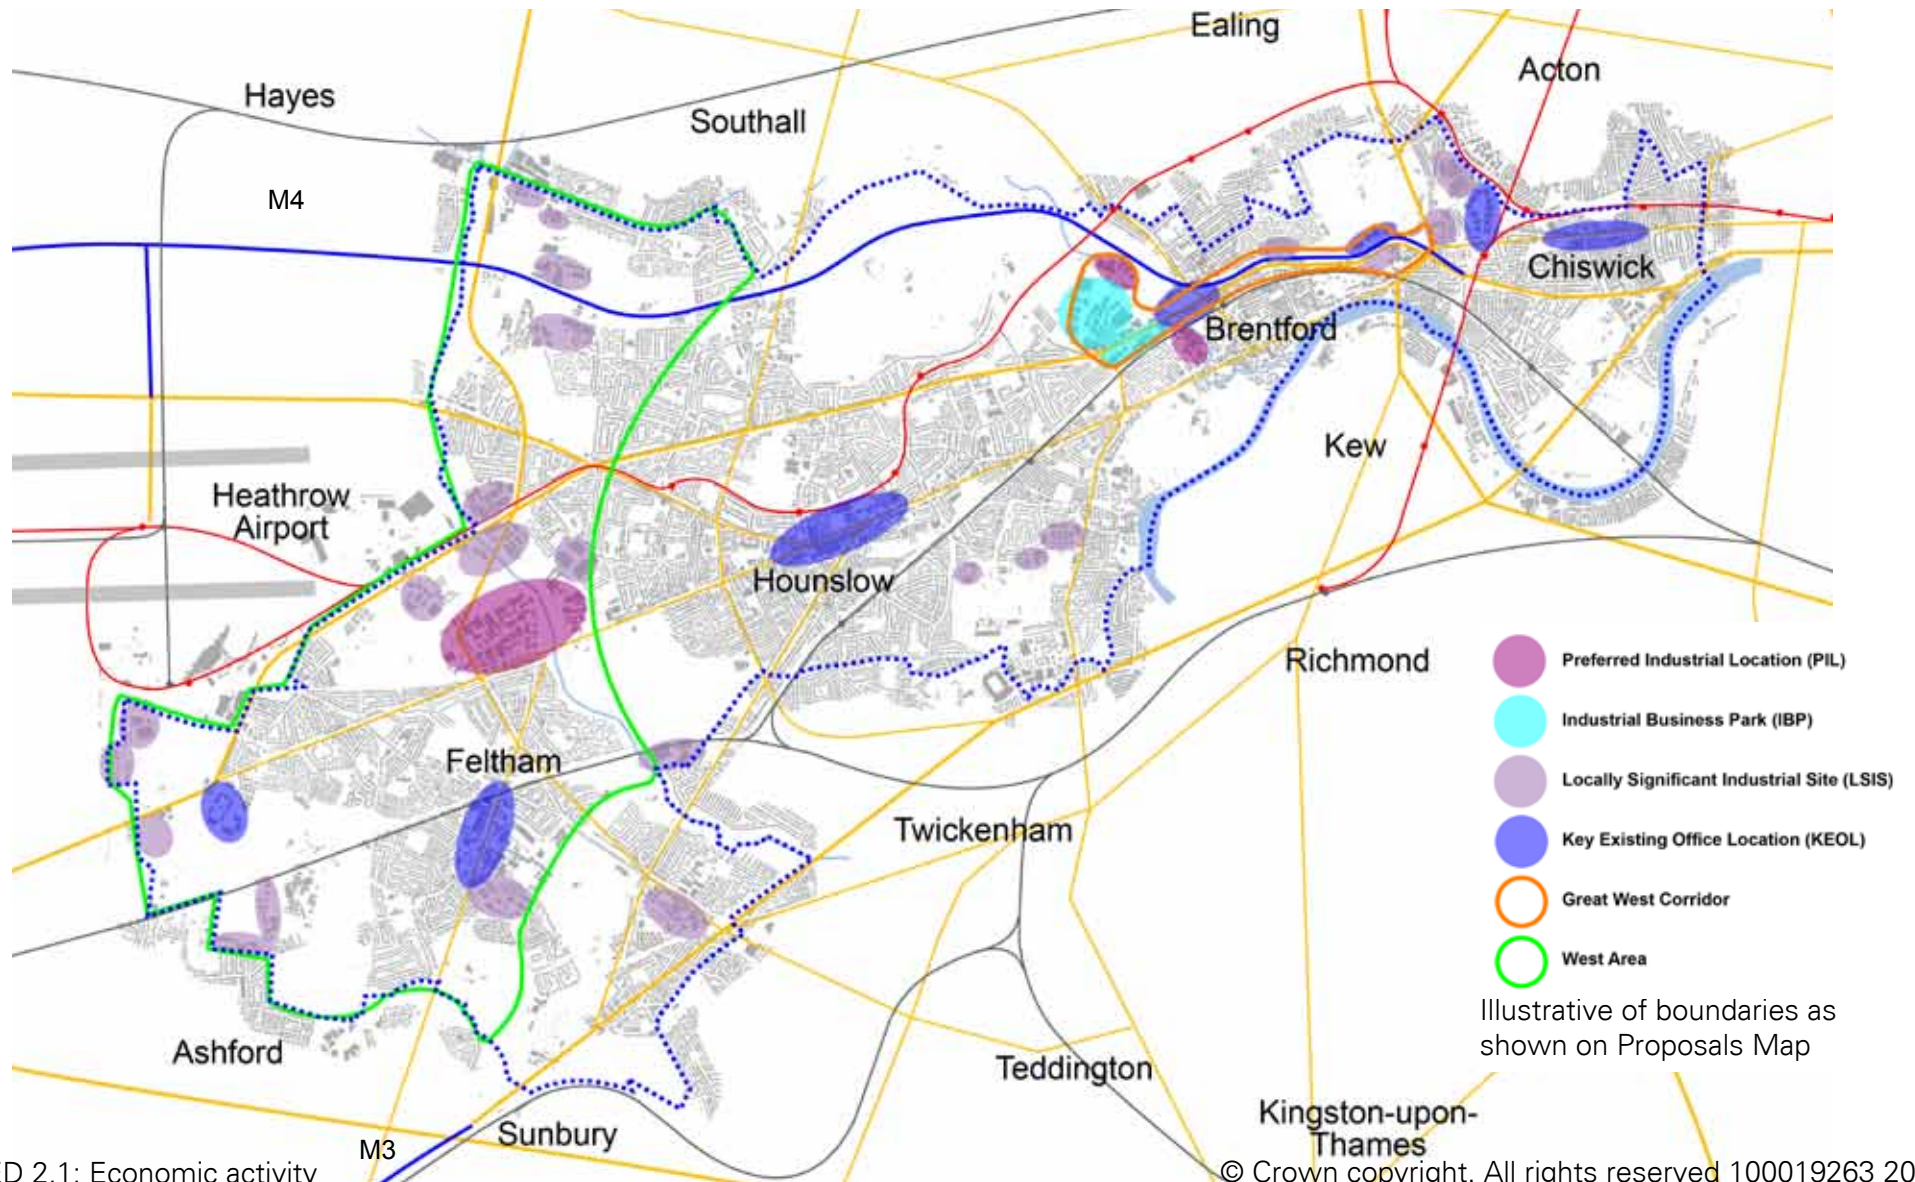 Ealing
Acton
Hayes
Southall
M4
Chiswick
Brentford
Kew
Heathrow
Airport
Hounslow
Richmond
Feltham
Twickenham
Ashford
Teddington
Sunbury
Kingston-upon-
Thames
M3
Preferred Industrial Location (PIL)
Industrial Business Park (IBP)
Locally Significant Industrial Site (LSIS)
Key Existing Office Location (KEOL)
Great West Corridor
West Area
Illustrative of boundaries as
shown on Proposals Map
ED 2.1: Economic activity
© Crown copyright. All rights reserved 100019263 20